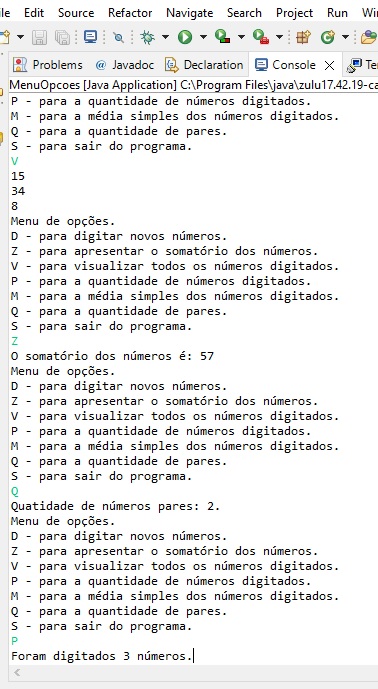 ile Edit Source Refactor Navigate Search Project Run Win
Problems Javadoc Declaration Console Ter
MenuOpcoes [Java Application] C:\Program Files\java\zulu17.42.19-ca
P - para a quantidade de números digitados.
M - para a média simples dos números digitados.
Q - para a quantidade de pares.
S - para sair do programa.
V
15
34
8
Menu de opções.
D - para digitar novos números.
Z - para apresentar o somatório dos números.
V - para visualizar todos os números digitados.
P - para a quantidade de números digitados.
M - para a média simples dos números digitados.
Q - para a quantidade de pares.
S - para sair do programa.
Z
O somatório dos números é: 57
Menu de opções.
D - para digitar novos números.
Z - para apresentar o somatório dos números.
V - para visualizar todos os números digitados.
P - para a quantidade de números digitados.
M - para a média simples dos números digitados.
Q - para a quantidade de pares.
S - para sair do programa.
Q
Quatidade de números pares: 2.
Menu de opções.
D - para digitar novos números.
Z - para apresentar o somatório dos números.
V - para visualizar todos os números digitados.
P - para a quantidade de números digitados.
M - para a média simples dos números digitados.
Q - para a quantidade de pares.
S - para sair do programa.
P
Foram digitados 3 números.